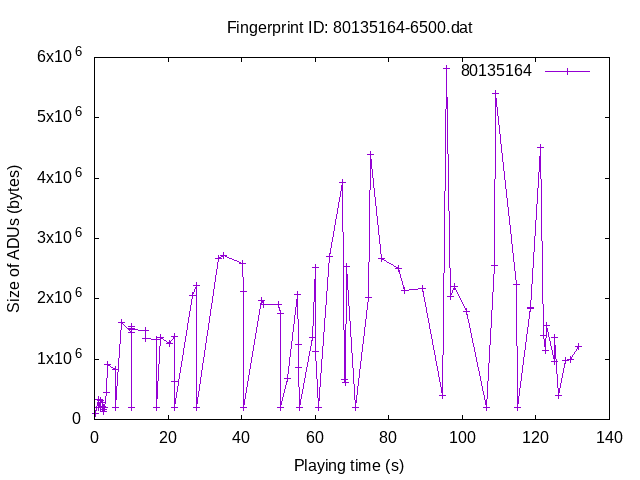 Fingerprint ID: 80135164-6500.dat
6x10^6
5x10^6
4x10^6
3x10^6
2x10^6
1x10^6
0
80135164
Size of ADUs (bytes)
0 20 40 60 80 100 120 140
Playing time (s)